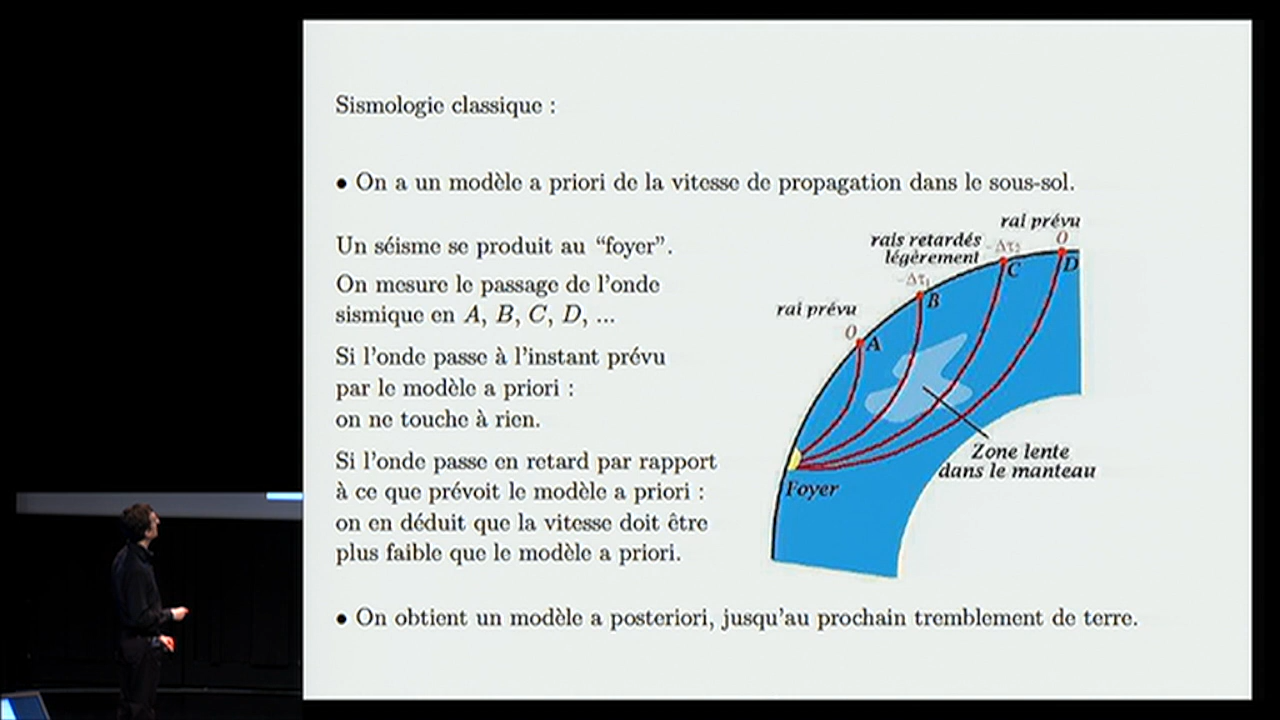 Sismologie classique :
• On a un modèle a priori de la vitesse de propagation dans le sous-sol.
Un séisme se produit au “foyer”.
On mesure le passage de l’onde
sismique en A, B, C, D, ...
Si l’onde passe à l’instant prévu
par le modèle a priori :
on ne touche à rien.
Si l’onde passe en retard par rapport
à ce que prévoit le modèle a priori :
on en déduit que la vitesse doit être
plus faible que le modèle a priori.
rai prévu
0
D
rais retardés
légèrement
-Δτ₂
C
-Δτ₁
B
rai prévu
0
A
Zone lente
dans le manteau
Foyer
• On obtient un modèle a posteriori, jusqu’au prochain tremblement de terre.